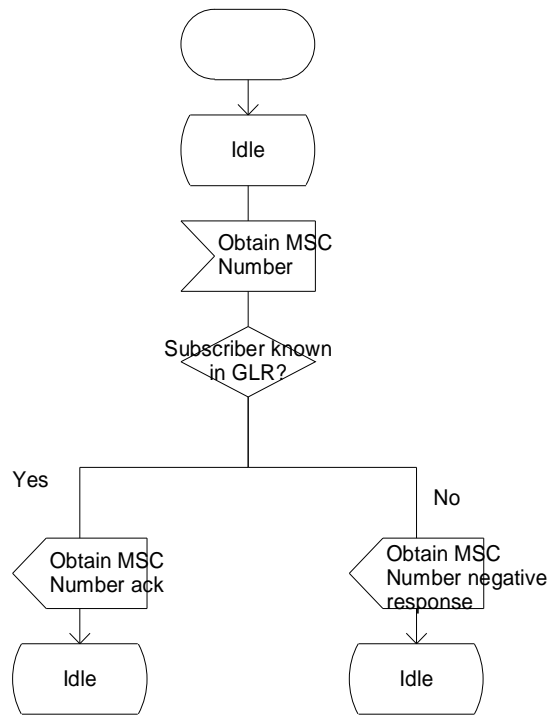 Idle
Obtain MSC
Number
Subscriber known
in GLR?
Yes
No
Obtain MSC
Number ack
Obtain MSC
Number negative
response
Idle
Idle